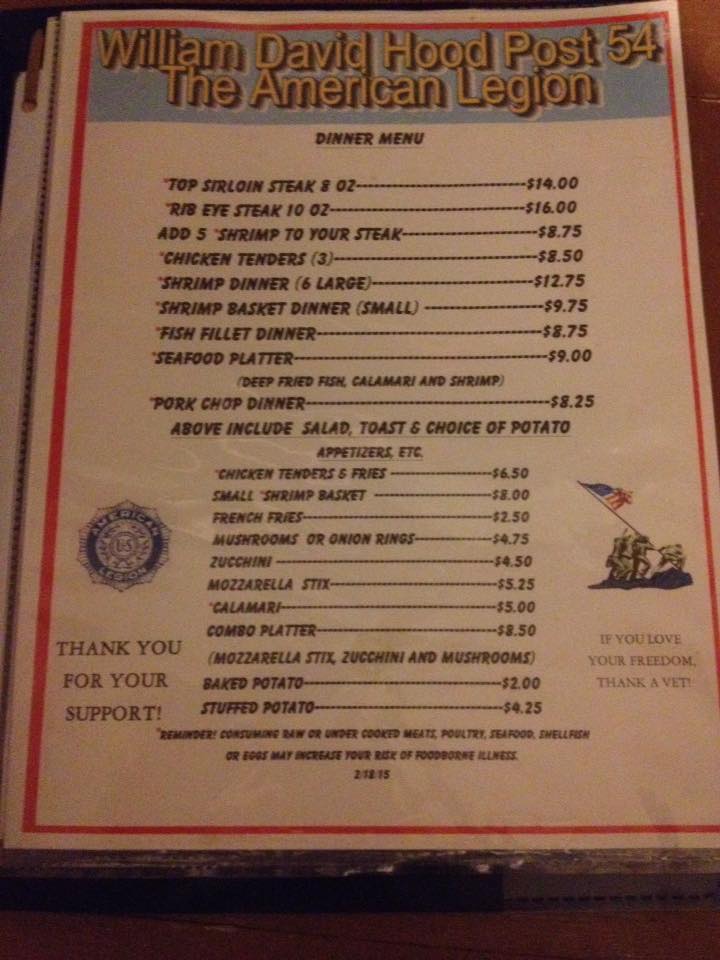 William David Hood Post 54
The American Legion
DINNER MENU
*TOP SIRLOIN STEAK 8 OZ---$14.00
*RIB EYE STEAK 10 OZ---$16.00
ADD 5 *SHRIMP TO YOUR STEAK---$8.75
*CHICKEN TENDERS (3)---$8.50
*SHRIMP DINNER (6 LARGE)---$12.75
*SHRIMP BASKET DINNER (SMALL) ---$9.75
*FISH FILLET DINNER---$8.75
*SEAFOOD PLATTER---$9.00
(DEEP FRIED FISH, CALAMARI AND SHRIMP)
*PORK CHOP DINNER---$8.25
ABOVE INCLUDE SALAD, TOAST & CHOICE OF POTATO
APPETIZERS, ETC.
*CHICKEN TENDERS & FRIES ---$6.50
SMALL *SHRIMP BASKET ---$8.00
FRENCH FRIES---$2.50
MUSHROOMS OR ONION RINGS---$4.75
ZUCCHINI ---$4.50
MOZZARELLA STIX---$5.25
*CALAMARI---$5.00
COMBO PLATTER---$8.50
(MOZZARELLA STIX, ZUCCHINI AND MUSHROOMS)
BAKED POTATO---$2.00
STUFFED POTATO---$4.25
*REMINDER! CONSUMING RAW OR UNDER COOKED MEATS, POULTRY, SEAFOOD, SHELLFISH
OR EGGS MAY INCREASE YOUR RISK OF FOODBORNE ILLNESS.
2/18/15
AMERICAN
US
LEGION
THANK YOU
FOR YOUR
SUPPORT!
IF YOU LOVE
YOUR FREEDOM,
THANK A VET!